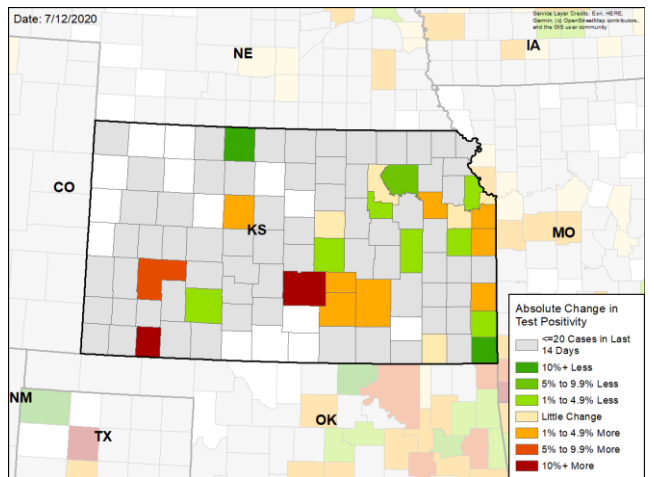 Date: 7/12/2020
Service Layer Credits: Esri, HERE,
Garmin, (c) OpenStreetMap contributors,
and the GIS user community
NE
IA
CO
KS
MO
NM
TX
OK
Absolute Change in
Test Positivity
<=20 Cases in Last
14 Days
10%+ Less
5% to 9.9% Less
1% to 4.9% Less
Little Change
1% to 4.9% More
5% to 9.9% More
10%+ More